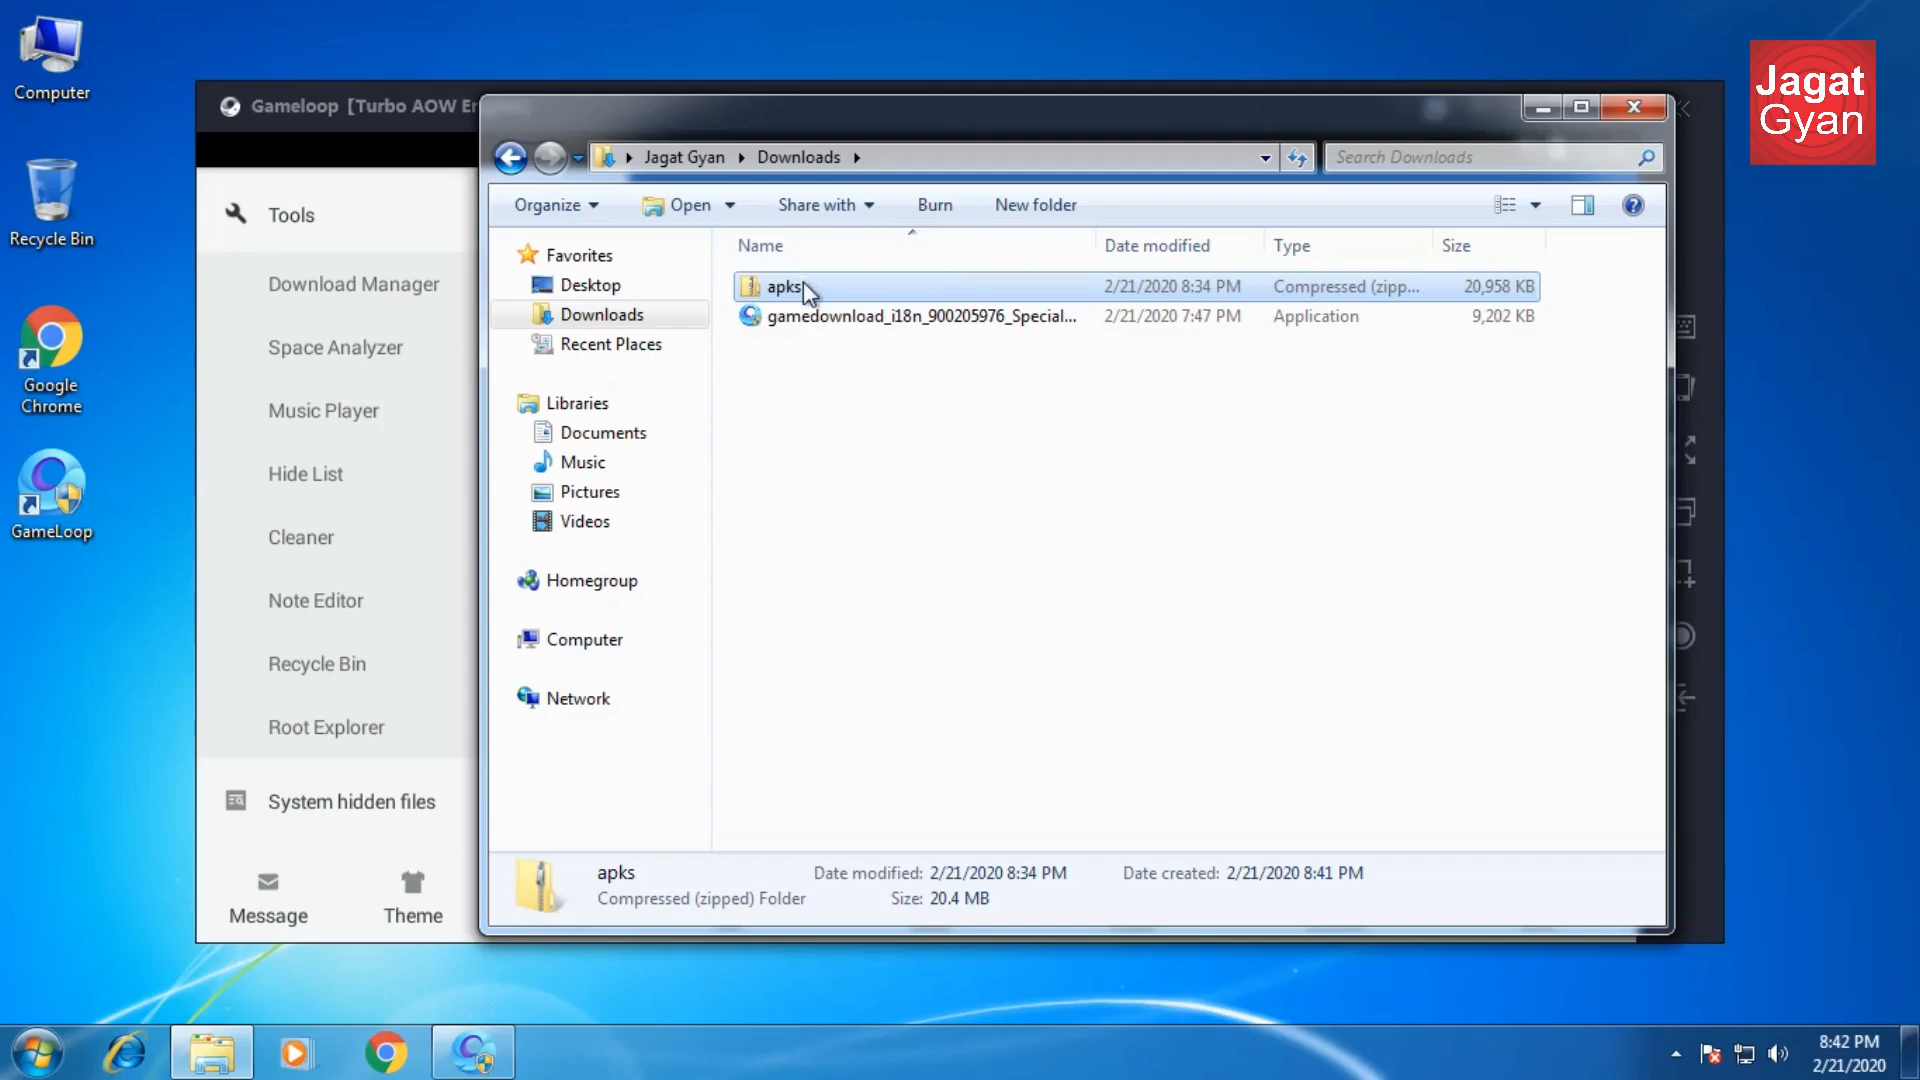 Computer
Recycle Bin
Google
Chrome
GameLoop
Gameloop [Turbo AOW En
Tools
Download Manager
Space Analyzer
Music Player
Hide List
Cleaner
Note Editor
Recycle Bin
Root Explorer
System hidden files
Message
Theme
Jagat Gyan
Downloads
Search Downloads
Organize
Open
Share with
Burn
New folder
Favorites
Desktop
Downloads
Recent Places
Libraries
Documents
Music
Pictures
Videos
Homegroup
Computer
Network
Name
Date modified
Type
Size
apks
2/21/2020 8:34 PM
Compressed (zipp...
20,958 KB
gamedownload_i18n_900205976_Special...
2/21/2020 7:47 PM
Application
9,202 KB
apks
Date modified: 2/21/2020 8:34 PM
Date created: 2/21/2020 8:41 PM
Compressed (zipped) Folder
Size: 20.4 MB
Jagat
Gyan
8:42 PM
2/21/2020